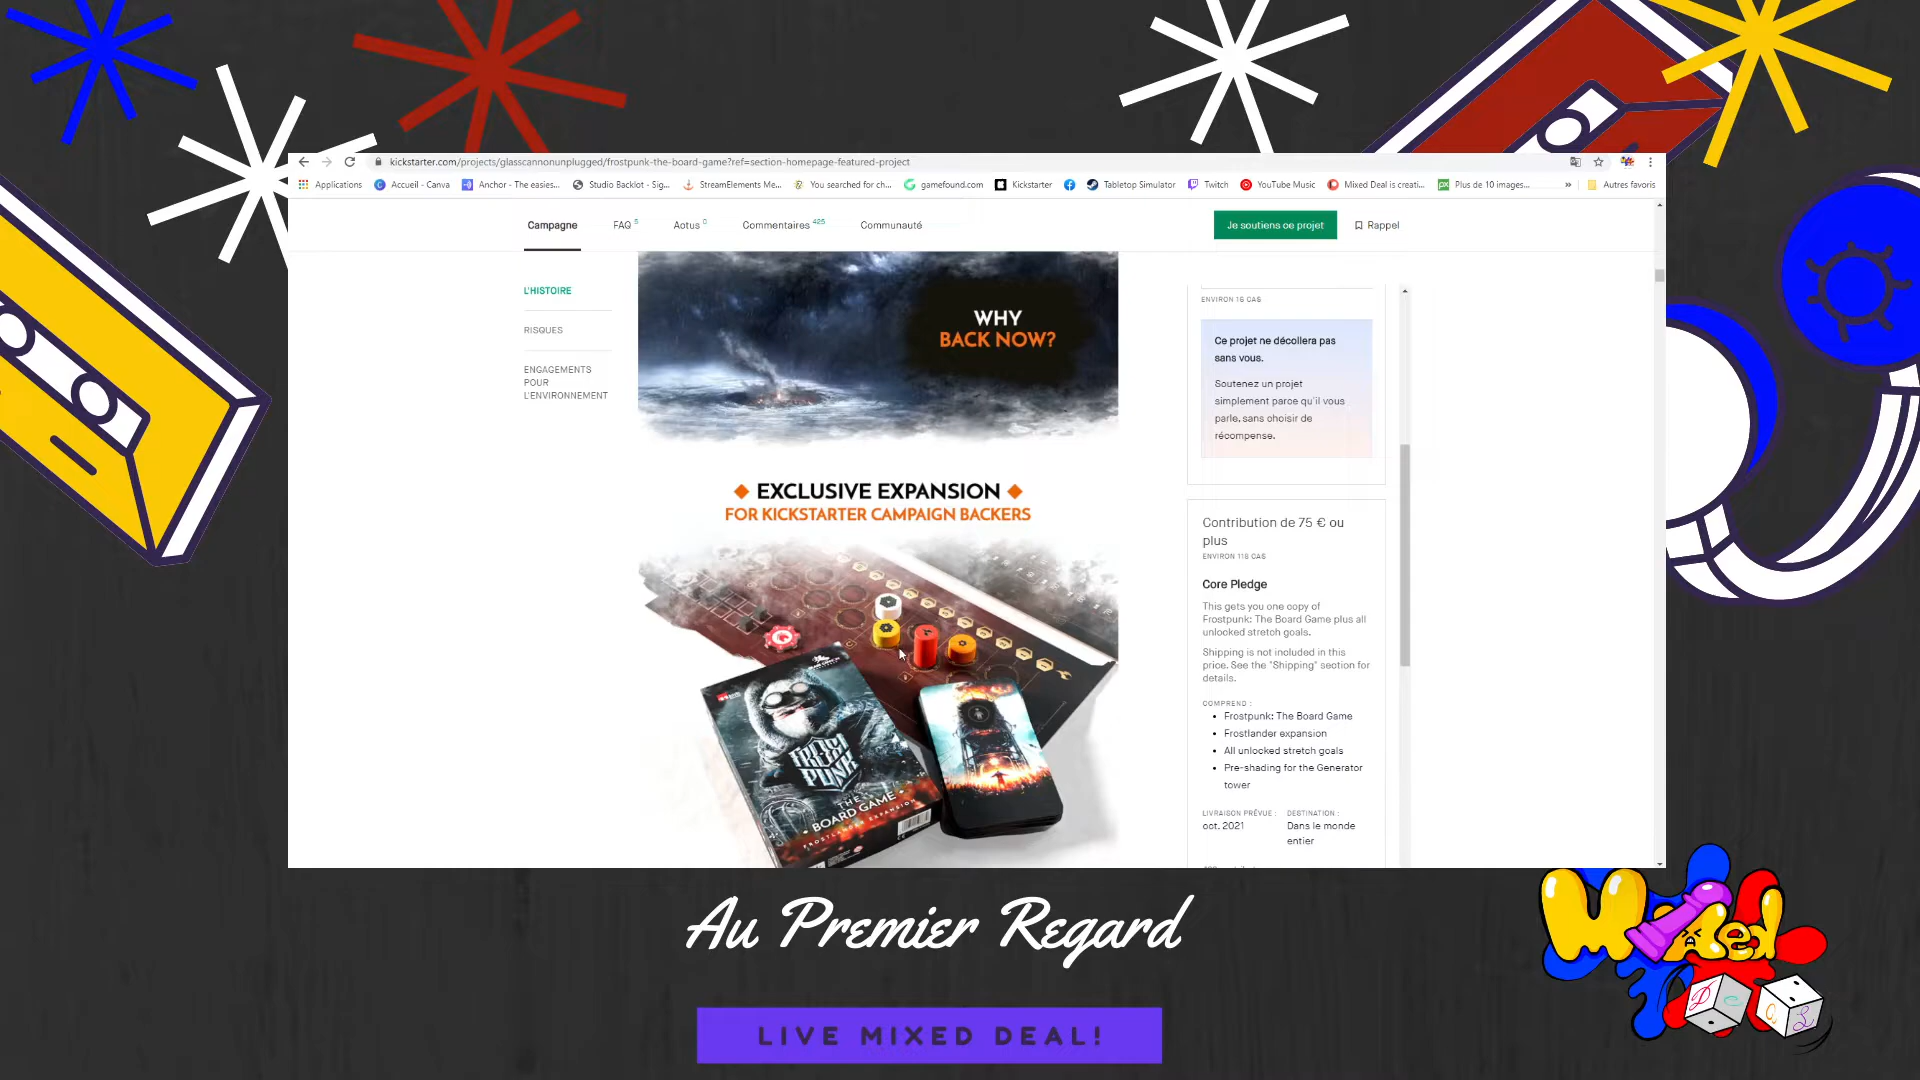 kickstarter.com/projects/glasscannonunplugged/frostpunk-the-board-game?ref=section-homepage-featured-project
Applications
Accueil - Canva
Anchor - The easies...
Studio Backlot - Sig...
StreamElements Me...
You searched for ch...
gamefound.com
Kickstarter
Tabletop Simulator
Twitch
YouTube Music
Mixed Deal is creati...
Plus de 10 images...
»
Autres favoris
Campagne
FAQ 5
Aotus 0
Commentaires 425
Communauté
Je soutiens ce projet
Rappel
L'HISTOIRE
RISQUES
ENGAGEMENTS
POUR
L'ENVIRONNEMENT
WHY
BACK NOW?
EXCLUSIVE EXPANSION
FOR KICKSTARTER CAMPAIGN BACKERS
FROST
PUNK
THE
BOARD GAME
FROSTLANDER EXPANSION
ENVIRON 16 CA$
Ce projet ne décollera pas
sans vous.
Soutenez un projet
simplement parce qu'il vous
parle, sans choisir de
récompense.
Contribution de 75 € ou
plus
ENVIRON 118 CA$
Core Pledge
This gets you one copy of
Frostpunk: The Board Game plus all
unlocked stretch goals.
Shipping is not included in this
price. See the "Shipping" section for
details.
COMPREND :
Frostpunk: The Board Game
Frostlander expansion
All unlocked stretch goals
Pre-shading for the Generator
tower
LIVRAISON PRÉVUE :
oct. 2021
DESTINATION :
Dans le monde
entier
Au Premier Regard
LIVE MIXED DEAL!
Mixed